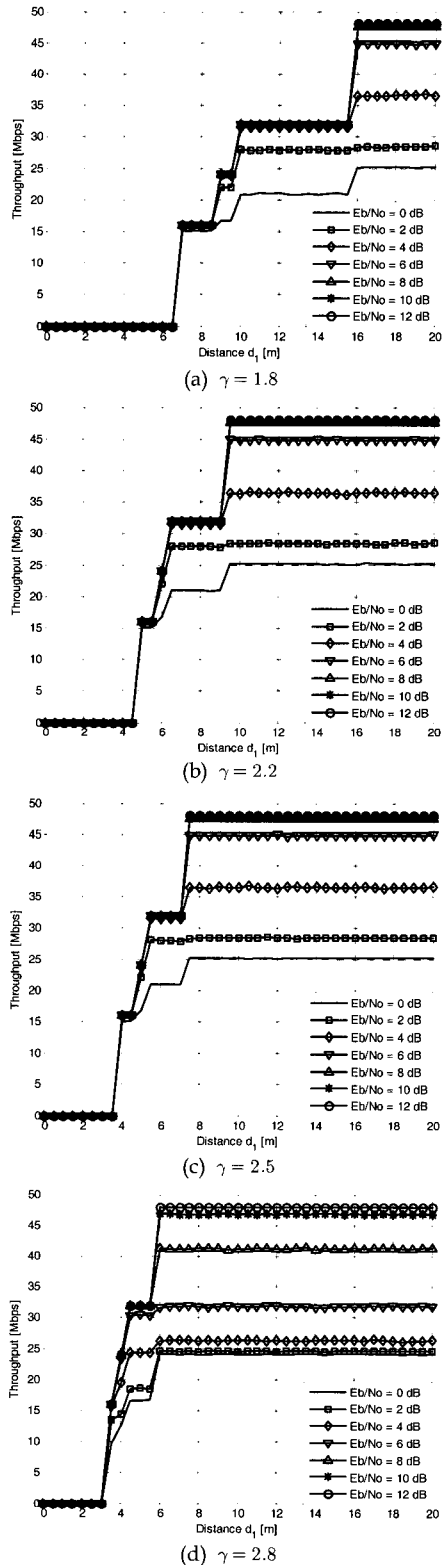 50
45
40
35
30
25
20
15
10
5
0
Throughput [Mbps]
Eb/No = 0 dB
Eb/No = 2 dB
Eb/No = 4 dB
Eb/No = 6 dB
Eb/No = 8 dB
Eb/No = 10 dB
Eb/No = 12 dB
0 2 4 6 8 10 12 14 16 18 20
Distance d₁ [m]
(a) γ = 1.8
50
45
40
35
30
25
20
15
10
5
0
Throughput [Mbps]
Eb/No = 0 dB
Eb/No = 2 dB
Eb/No = 4 dB
Eb/No = 6 dB
Eb/No = 8 dB
Eb/No = 10 dB
Eb/No = 12 dB
0 2 4 6 8 10 12 14 16 18 20
Distance d₁ [m]
(b) γ = 2.2
50
45
40
35
30
25
20
15
10
5
0
Throughput [Mbps]
Eb/No = 0 dB
Eb/No = 2 dB
Eb/No = 4 dB
Eb/No = 6 dB
Eb/No = 8 dB
Eb/No = 10 dB
Eb/No = 12 dB
0 2 4 6 8 10 12 14 16 18 20
Distance d₁ [m]
(c) γ = 2.5
50
45
40
35
30
25
20
15
10
5
0
Throughput [Mbps]
Eb/No = 0 dB
Eb/No = 2 dB
Eb/No = 4 dB
Eb/No = 6 dB
Eb/No = 8 dB
Eb/No = 10 dB
Eb/No = 12 dB
0 2 4 6 8 10 12 14 16 18 20
Distance d₁ [m]
(d) γ = 2.8